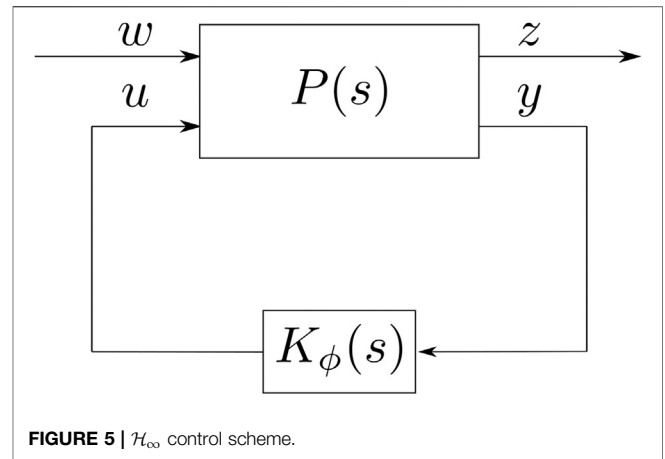 w z
P(s)
u y
K_ϕ(s)
FIGURE 5 | ℋ∞ control scheme.